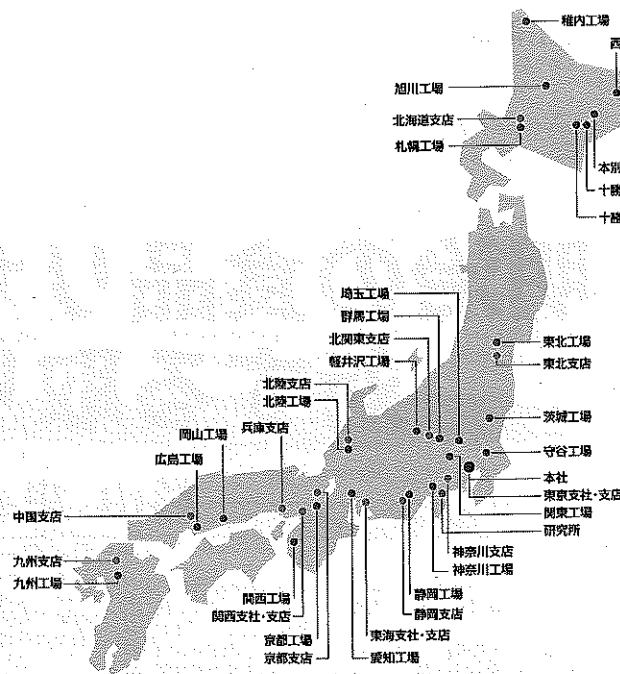 稚内工場
西
旭川工場
北海道支店
札幌工場
本別
十勝
十勝
埼玉工場
群馬工場
北関東支店
軽井沢工場
東北工場
東北支店
北陸支店
北陸工場
茨城工場
岡山工場
兵庫支店
広島工場
守谷工場
本社
東京支社・支店
関東工場
研究所
中国支店
神奈川支店
神奈川工場
九州支店
九州工場
関西工場
関西支社・支店
静岡工場
静岡支店
京都工場
京都支店
東海支社・支店
愛知工場